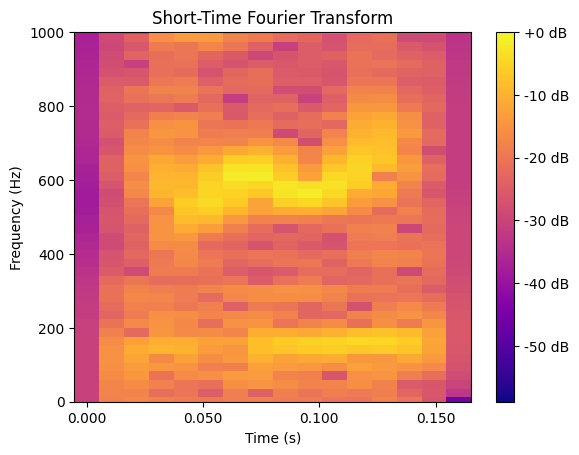 Short-Time Fourier Transform
1000
800
600
400
200
0
Frequency (Hz)
0.000
0.050
0.100
0.150
Time (s)
+0 dB
-10 dB
-20 dB
-30 dB
-40 dB
-50 dB